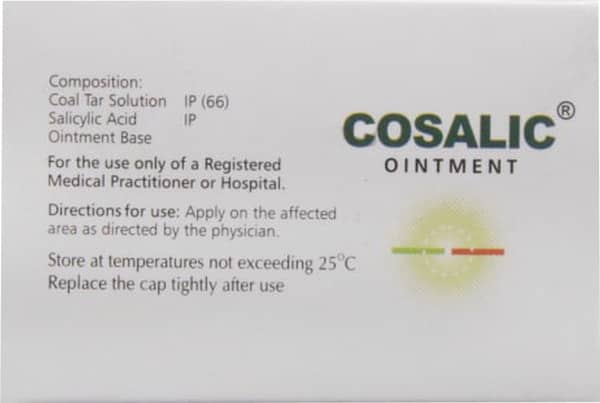 Composition:
Coal Tar Solution IP (66)
Salicylic Acid IP
Ointment Base
For the use only of a Registered
Medical Practitioner or Hospital.
Directions for use: Apply on the affected
area as directed by the physician.
Store at temperatures not exceeding 25°C
Replace the cap tightly after use
COSALIC®
OINTMENT